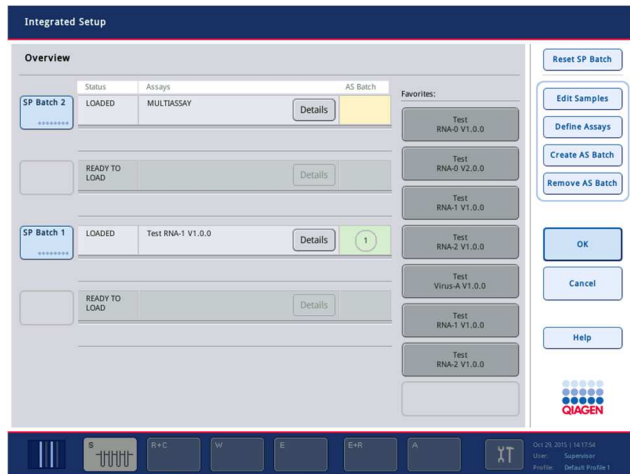 Integrated Setup
Overview
Status Assays AS Batch
SP Batch 2 LOADED MULTIASSAY Details
READY TO
LOAD
Details
SP Batch 1 LOADED Test RNA-1 V1.0.0 Details 1
READY TO
LOAD
Details
Favorites:
Test
RNA-0 V1.0.0
Test
RNA-0 V2.0.0
Test
RNA-1 V1.0.0
Test
RNA-2 V1.0.0
Test
Virus-A V1.0.0
Test
RNA-1 V1.0.0
Test
RNA-2 V1.0.0
Reset SP Batch
Edit Samples
Define Assays
Create AS Batch
Remove AS Batch
OK
Cancel
Help
QIAGEN
S R+C W E E+R A
Oct 29, 2015 | 14:17:54
User: Supervisor
Profile: Default Profile 1